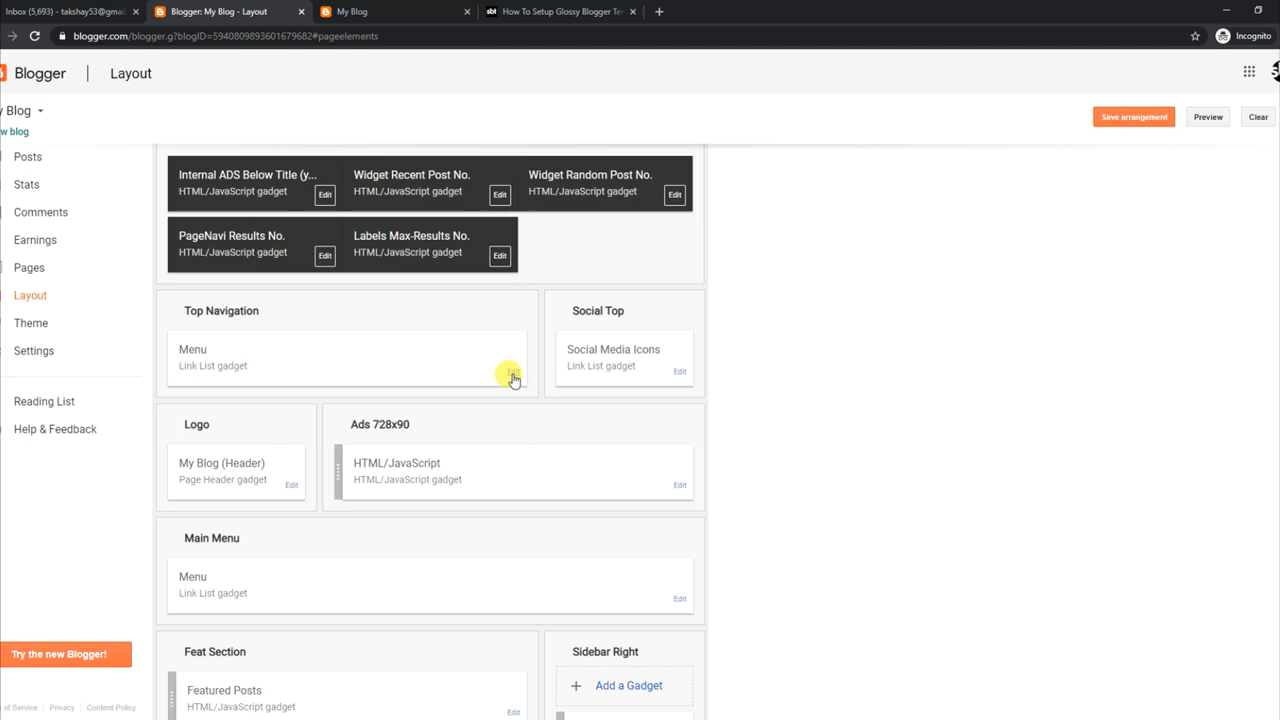 Inbox (5,693) - takshay53@gmail
Blogger: My Blog - Layout
My Blog
How To Setup Glossy Blogger Te
blogger.com/blogger.g?blogID=5940809893601679682#pageelements
Incognito
Blogger
Layout
y Blog
w blog
Save arrangement
Preview
Clear
Posts
Stats
Comments
Earnings
Pages
Layout
Theme
Settings
Reading List
Help & Feedback
Try the new Blogger!
of Service
Privacy
Content Policy
Internal ADS Below Title (y...
HTML/JavaScript gadget
Edit
Widget Recent Post No.
HTML/JavaScript gadget
Edit
Widget Random Post No.
HTML/JavaScript gadget
Edit
PageNavi Results No.
HTML/JavaScript gadget
Edit
Labels Max-Results No.
HTML/JavaScript gadget
Edit
Top Navigation
Menu
Link List gadget
Edit
Social Top
Social Media Icons
Link List gadget
Edit
Logo
My Blog (Header)
Page Header gadget
Edit
Ads 728x90
HTML/JavaScript
HTML/JavaScript gadget
Edit
Main Menu
Menu
Link List gadget
Edit
Feat Section
Featured Posts
HTML/JavaScript gadget
Edit
Sidebar Right
+ Add a Gadget